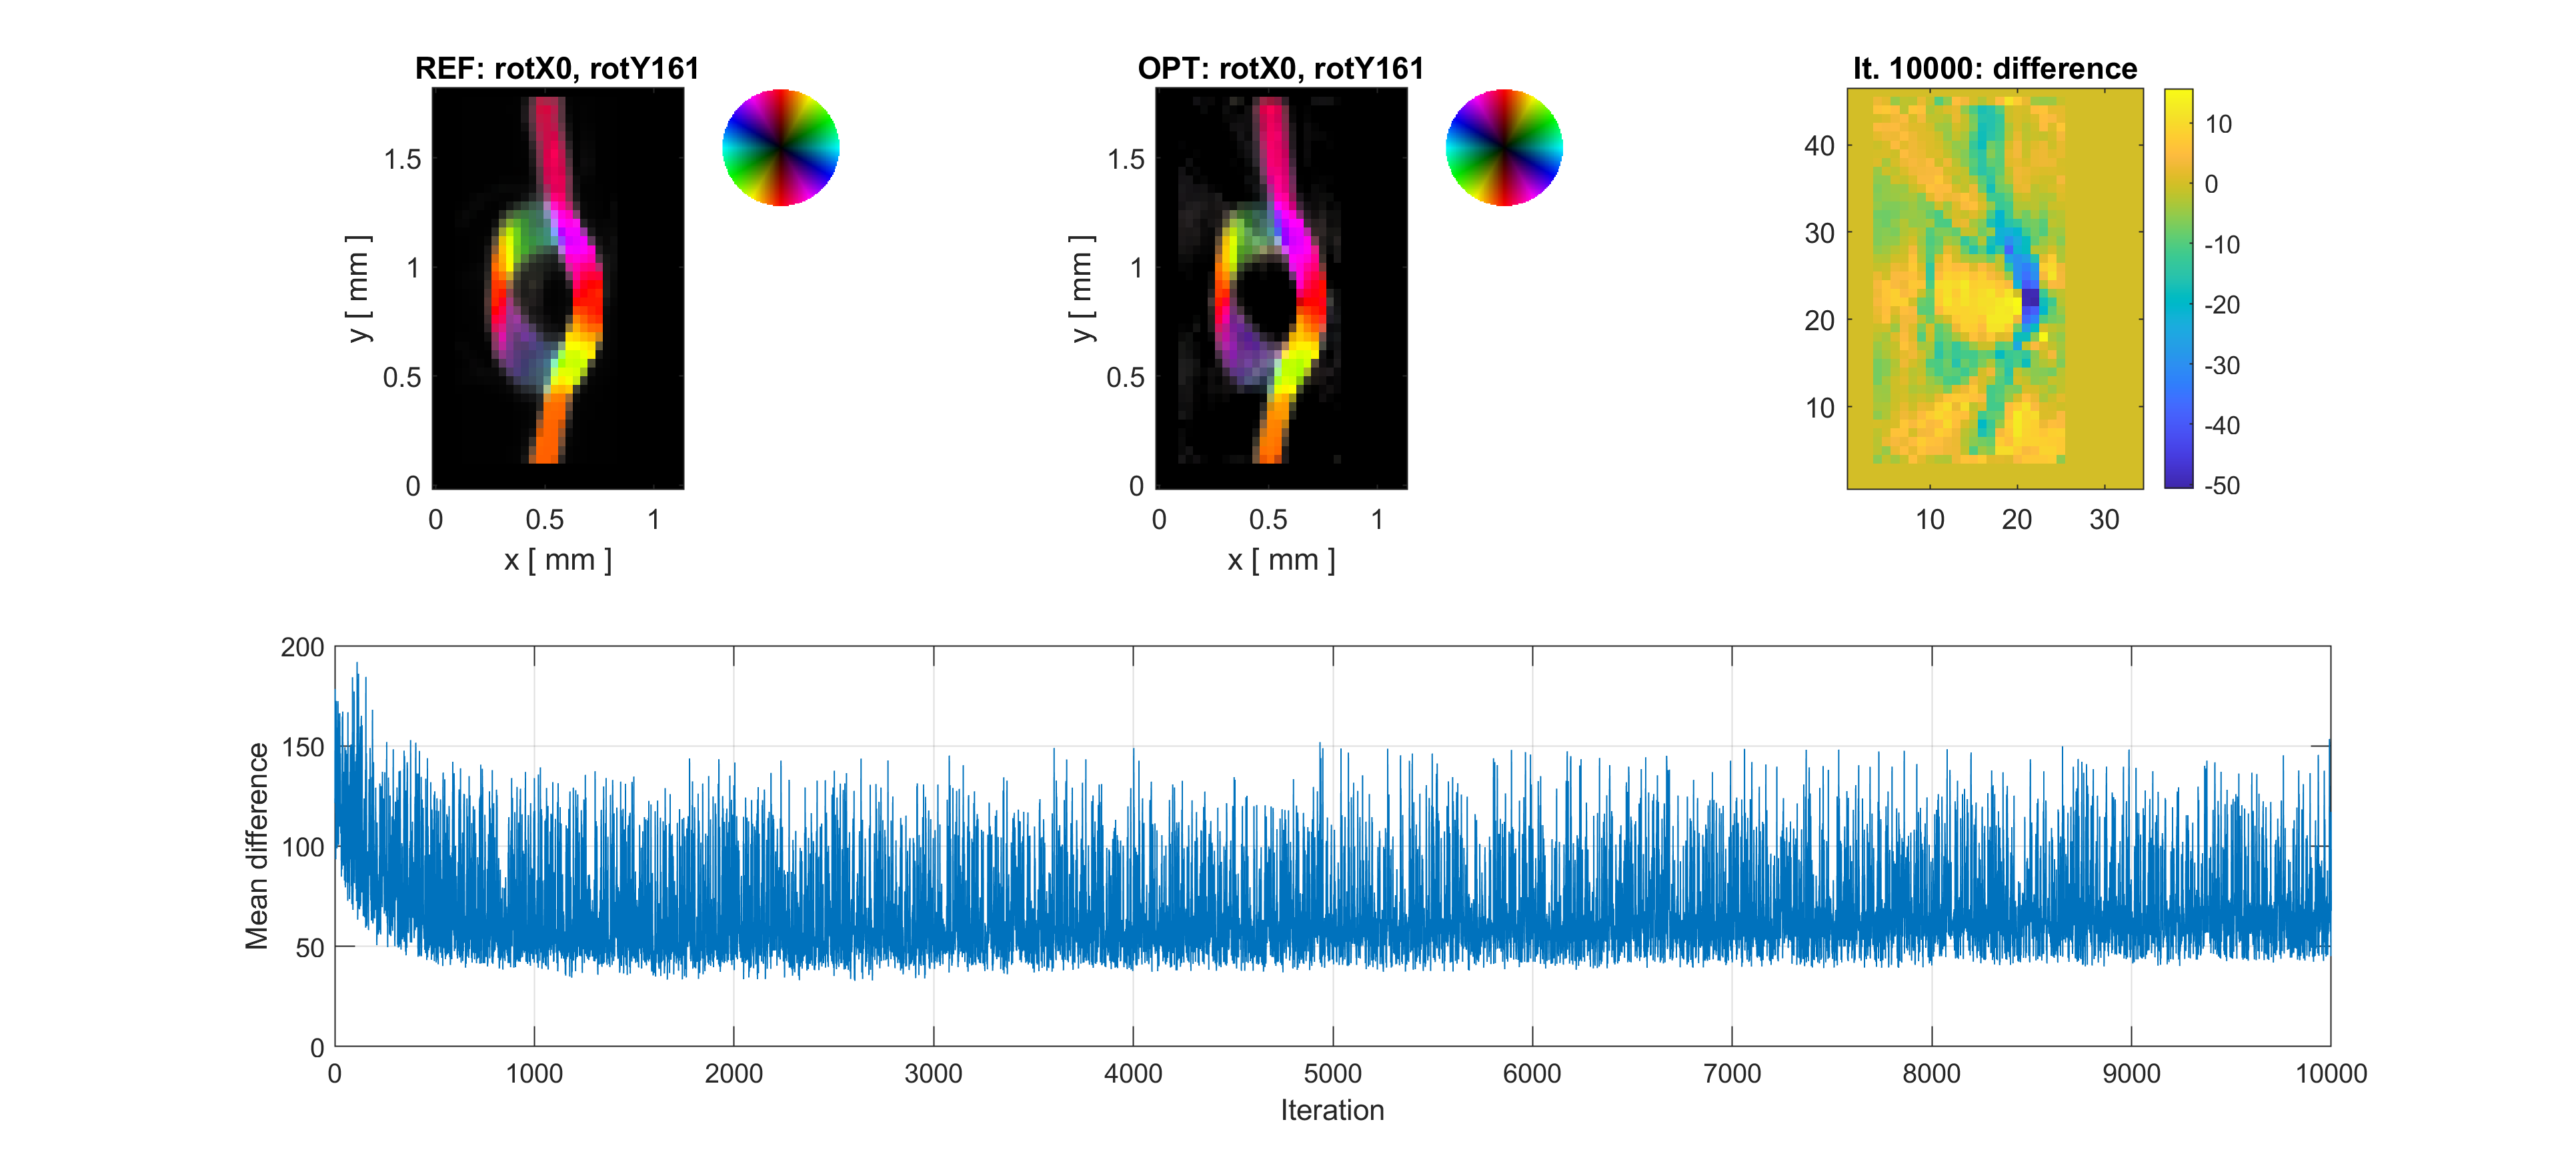 REF: rotX0, rotY161
OPT: rotX0, rotY161
It. 10000: difference
1.5
1
0.5
0
0 0.5 1
x [ mm ]
y [ mm ]
1.5
1
0.5
0
0 0.5 1
x [ mm ]
y [ mm ]
40
30
20
10
10 20 30
10
0
-10
-20
-30
-40
-50
200
150
100
50
0
Mean difference
0 1000 2000 3000 4000 5000 6000 7000 8000 9000 10000
Iteration